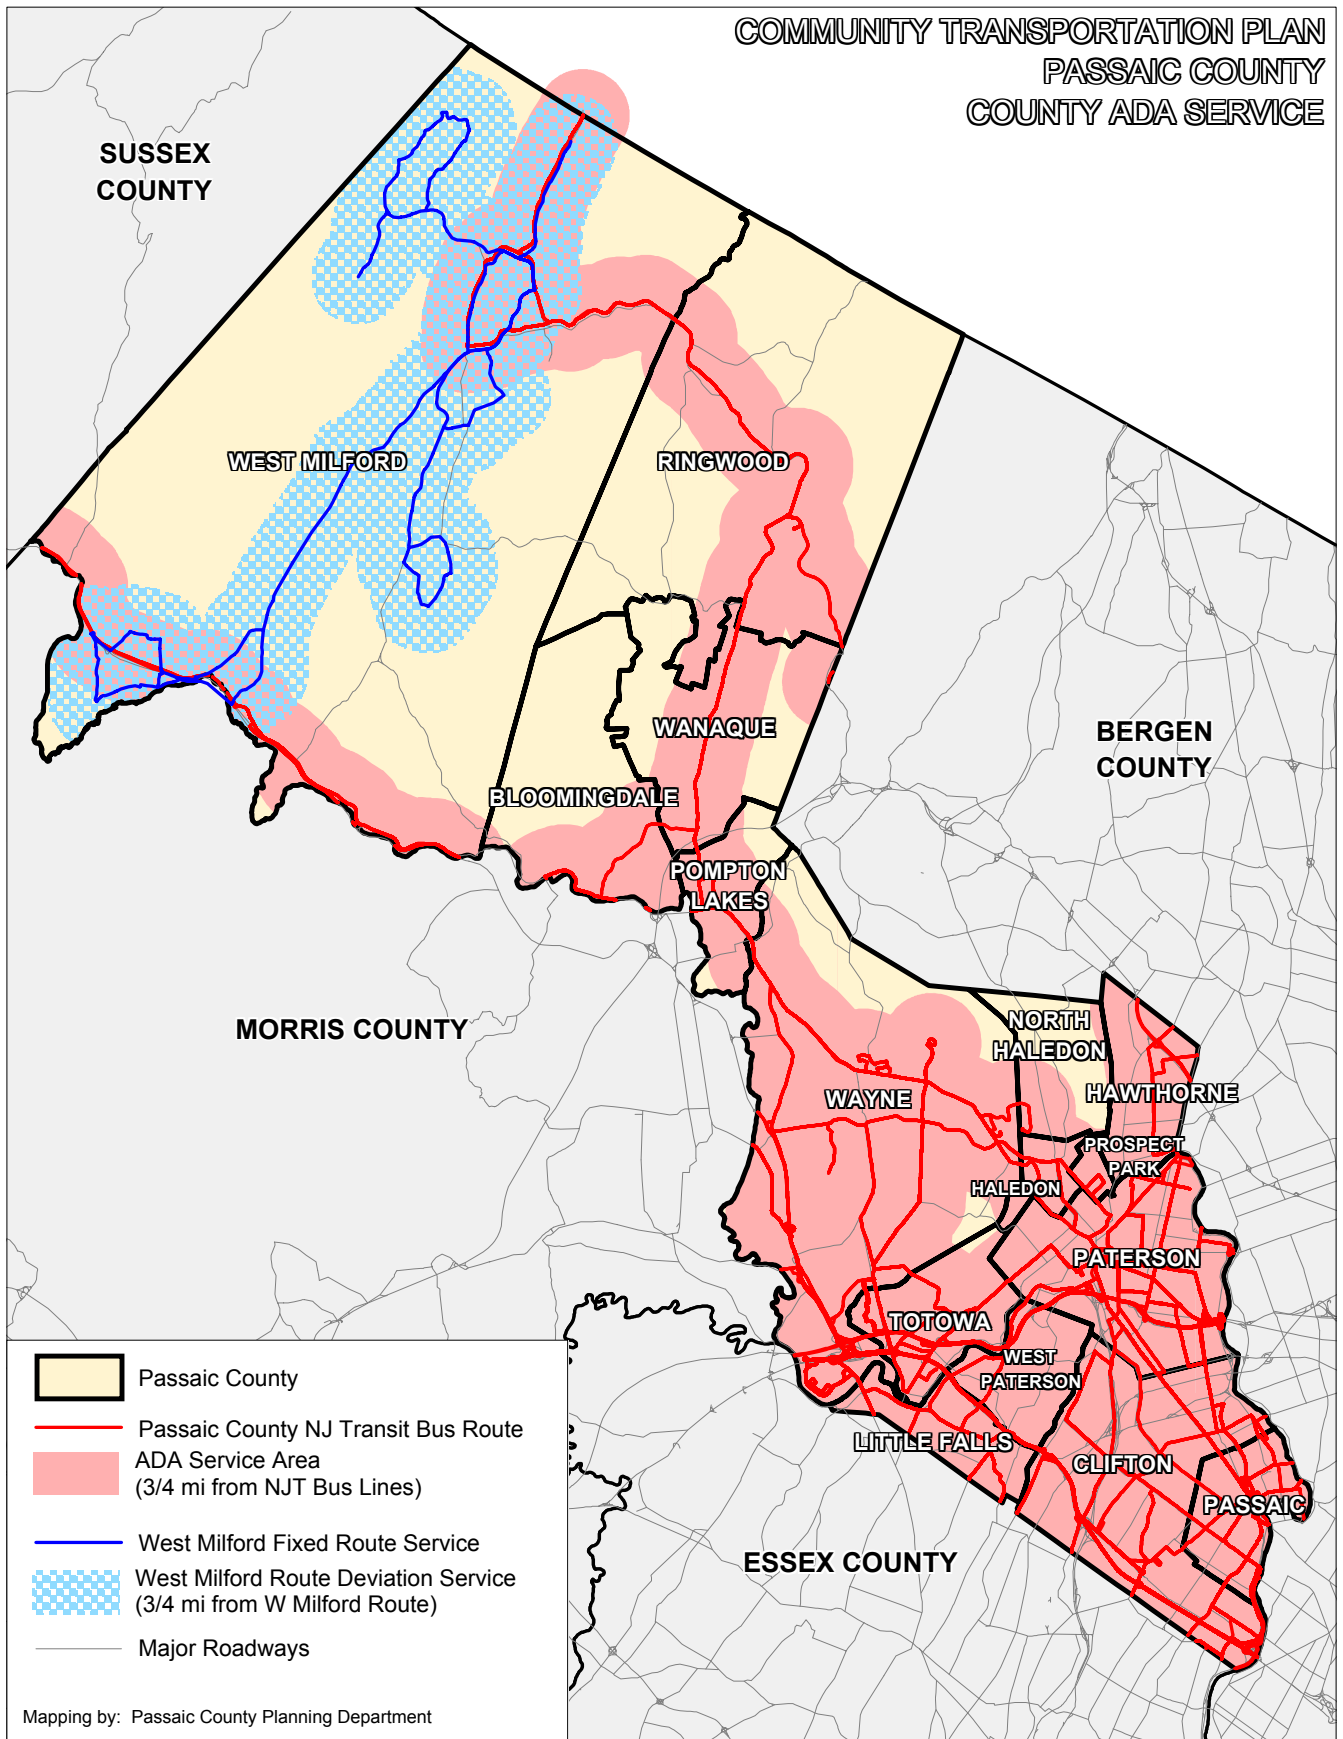 COMMUNITY TRANSPORTATION PLAN
PASSAIC COUNTY
COUNTY ADA SERVICE
SUSSEX
COUNTY
WEST MILFORD
RINGWOOD
WANAQUE
BERGEN
COUNTY
BLOOMINGDALE
POMPTON
LAKES
MORRIS COUNTY
NORTH
HALEDON
WAYNE
HAWTHORNE
PROSPECT
PARK
HALEDON
PATERSON
TOTOWA
WEST
PATERSON
LITTLE FALLS
CLIFTON
PASSAIC
ESSEX COUNTY
Passaic County
Passaic County NJ Transit Bus Route
ADA Service Area
(3/4 mi from NJT Bus Lines)
West Milford Fixed Route Service
West Milford Route Deviation Service
(3/4 mi from W Milford Route)
Major Roadways
Mapping by: Passaic County Planning Department